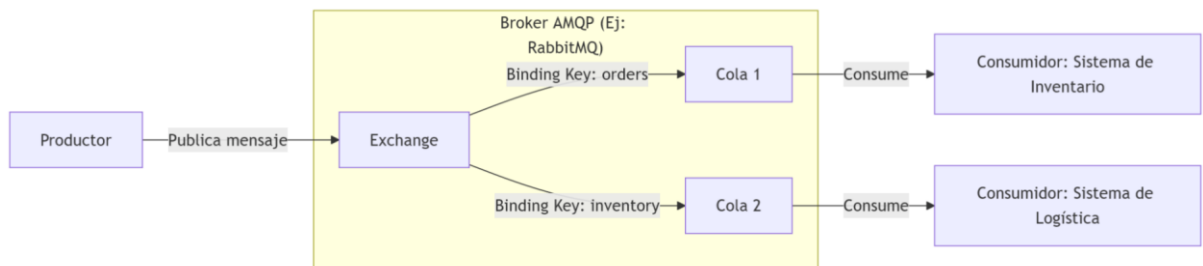 Broker AMQP (Ej:
RabbitMQ)
Productor
Publica mensaje
Exchange
Binding Key: orders
Cola 1
Consume
Consumidor: Sistema de
Inventario
Binding Key: inventory
Cola 2
Consume
Consumidor: Sistema de
Logística